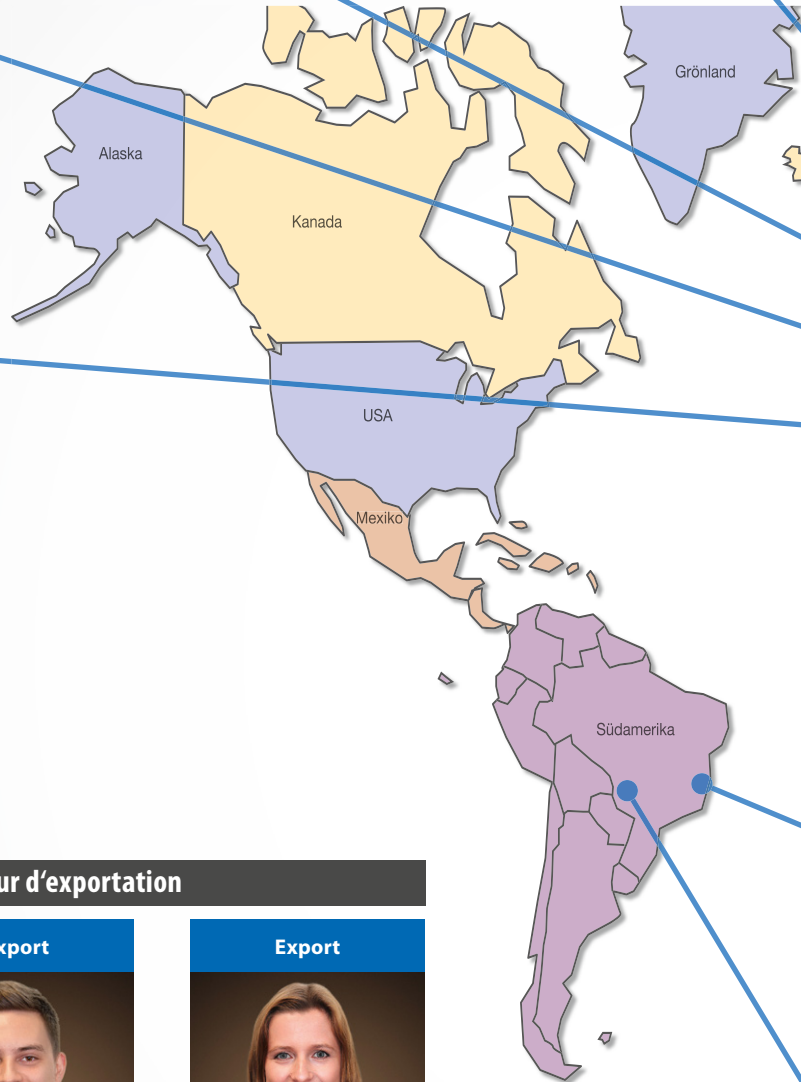 Grönland
Alaska
Kanada
USA
Mexiko
Südamerika
ur d‘exportation
xport
Export